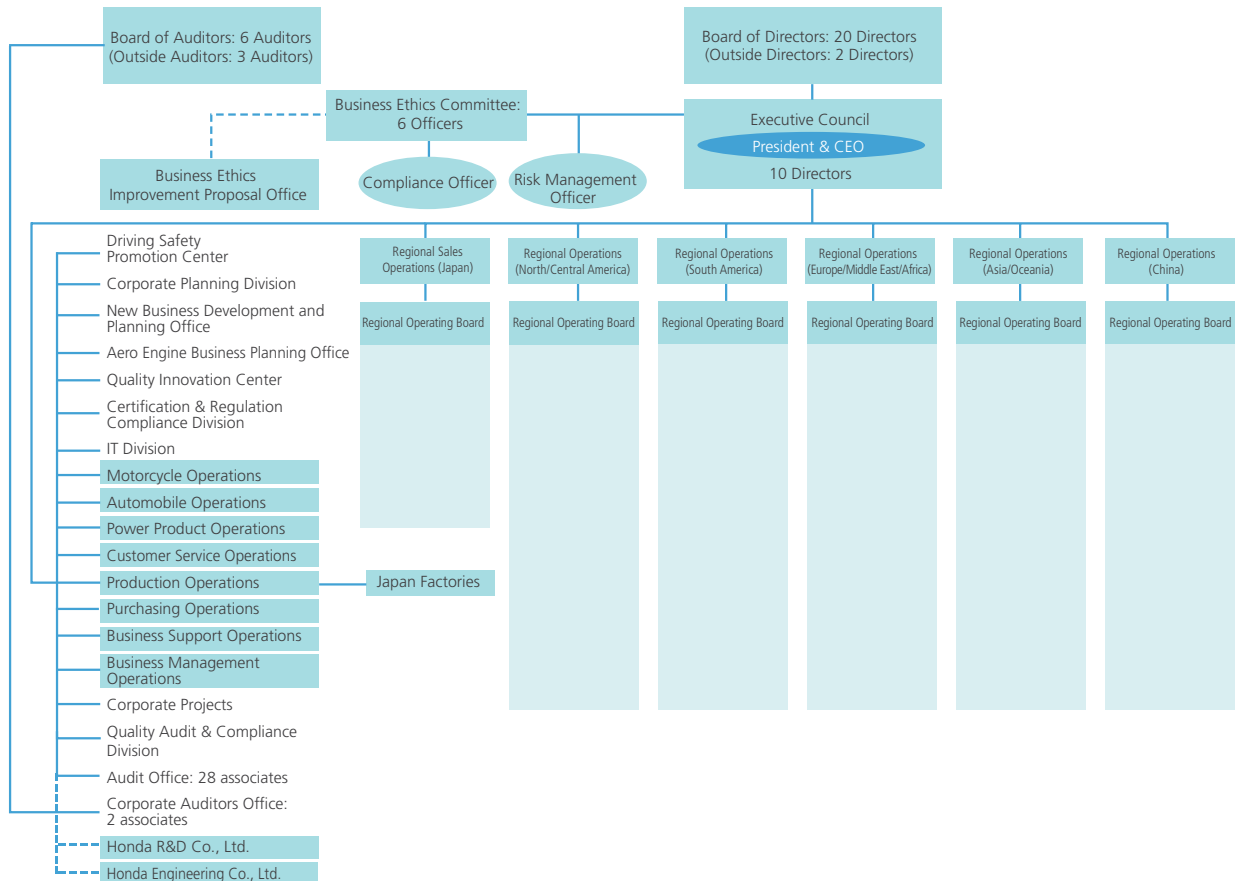 Board of Auditors: 6 Auditors
(Outside Auditors: 3 Auditors)
Board of Directors: 20 Directors
(Outside Directors: 2 Directors)
Business Ethics Committee:
6 Officers
Executive Council
President & CEO
10 Directors
Business Ethics
Improvement Proposal Office
Compliance Officer
Risk Management
Officer
Driving Safety
Promotion Center
Corporate Planning Division
New Business Development and
Planning Office
Aero Engine Business Planning Office
Quality Innovation Center
Certification & Regulation
Compliance Division
IT Division
Motorcycle Operations
Automobile Operations
Power Product Operations
Customer Service Operations
Production Operations
Japan Factories
Purchasing Operations
Business Support Operations
Business Management
Operations
Corporate Projects
Quality Audit & Compliance
Division
Audit Office: 28 associates
Corporate Auditors Office:
2 associates
Honda R&D Co., Ltd.
Honda Engineering Co., Ltd.
Regional Sales
Operations (Japan)
Regional Operating Board
Regional Operations
(North/Central America)
Regional Operating Board
Regional Operations
(South America)
Regional Operating Board
Regional Operations
(Europe/Middle East/Africa)
Regional Operating Board
Regional Operations
(Asia/Oceania)
Regional Operating Board
Regional Operations
(China)
Regional Operating Board